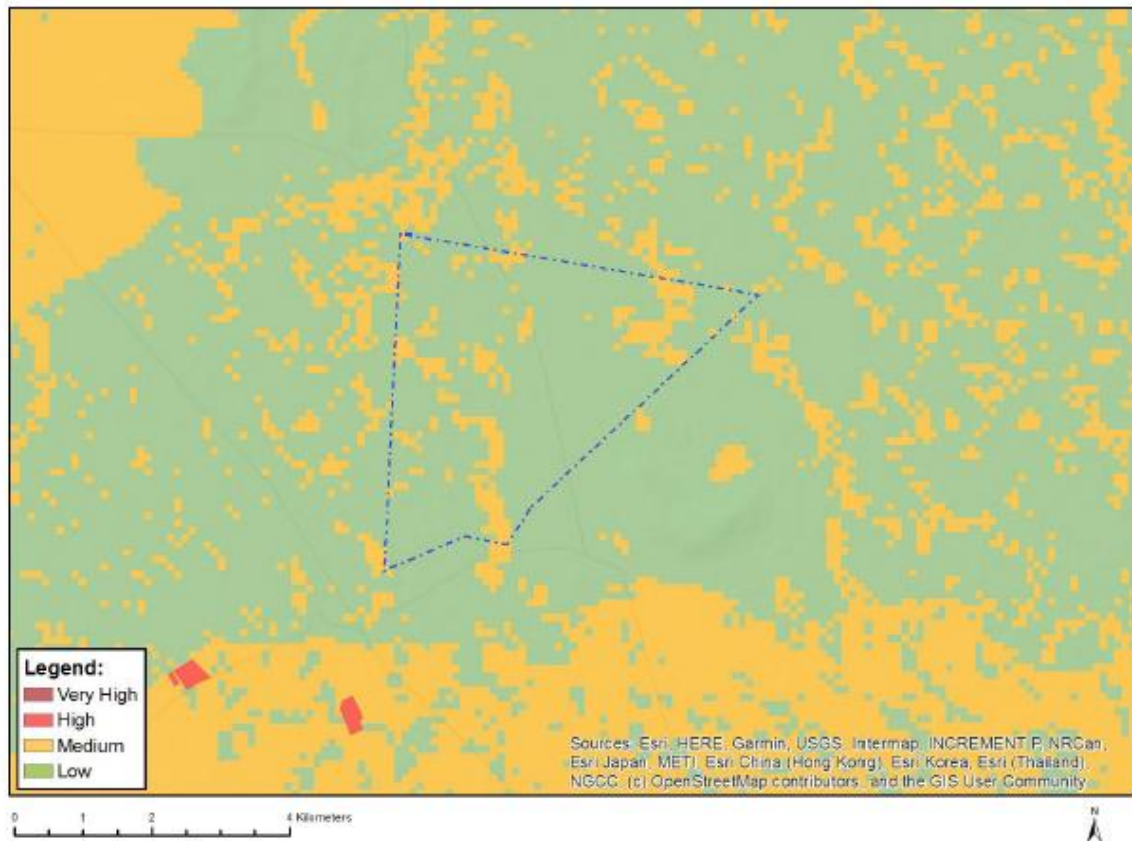 Legend:
Very High
High
Medium
Low
Sources: Esri, HERE, Garmin, USGS, Intermap, INCREMENT P, NRCan,
Esri Japan, METI, Esri China (Hong Kong), Esri Korea, Esri (Thailand),
NGCC, (c) OpenStreetMap contributors, and the GIS User Community
0 1 2 4 Kilometers
N